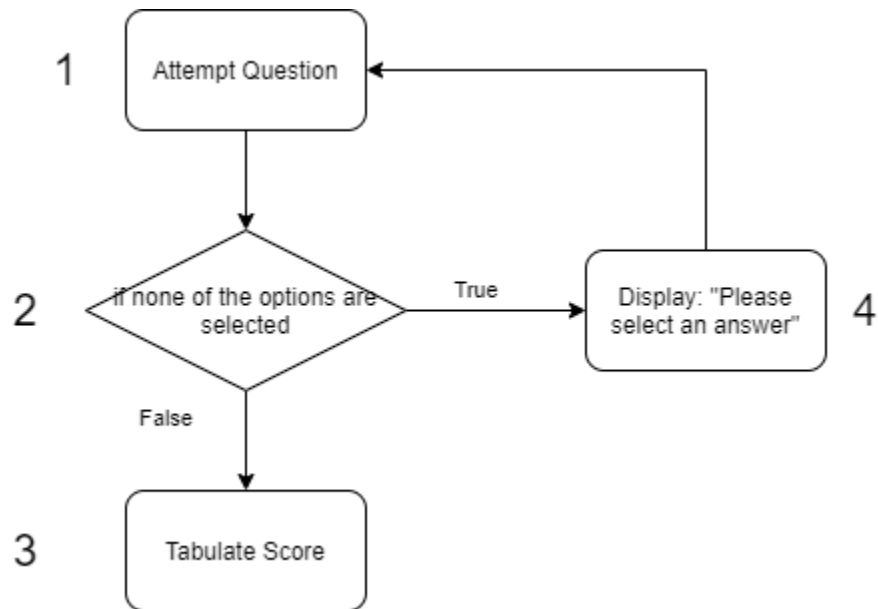 1
Attempt Question
2
if none of the options are
selected
True
Display: "Please
select an answer"
4
False
3
Tabulate Score